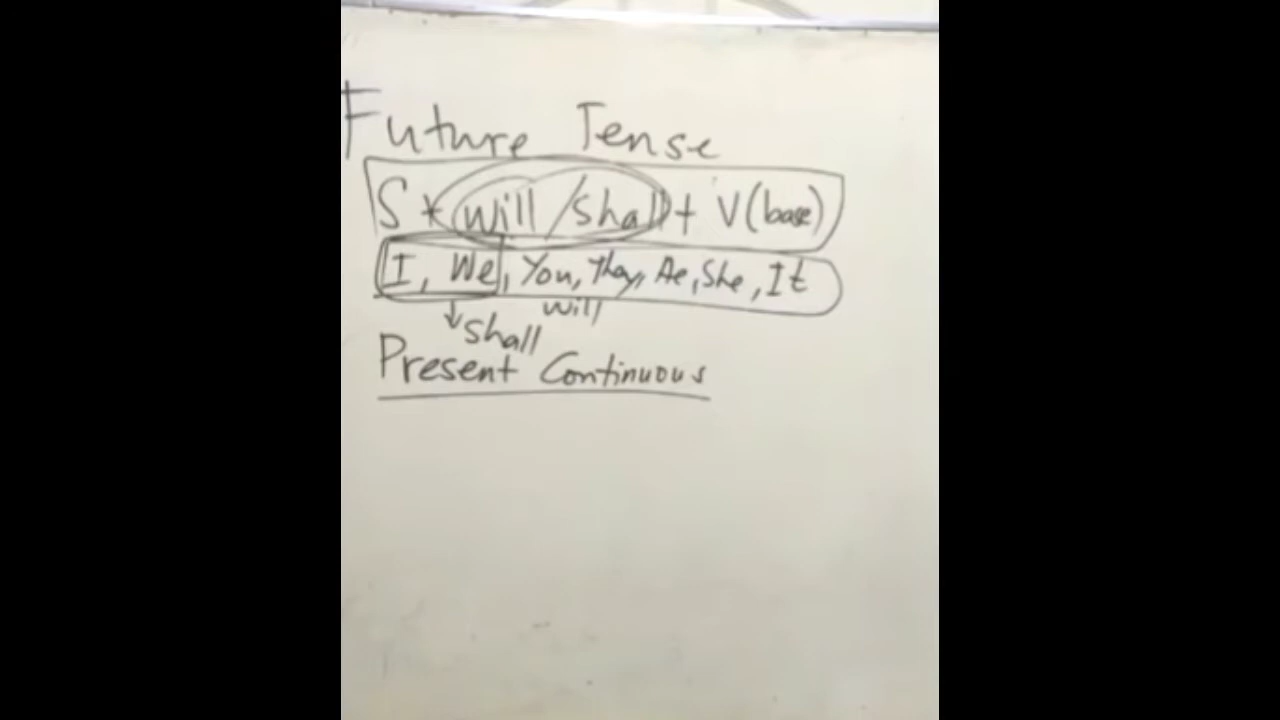 Future Tense
S + will / shall + V (base)
I, We, You, They, He, She, It
will
shall
Present Continuous